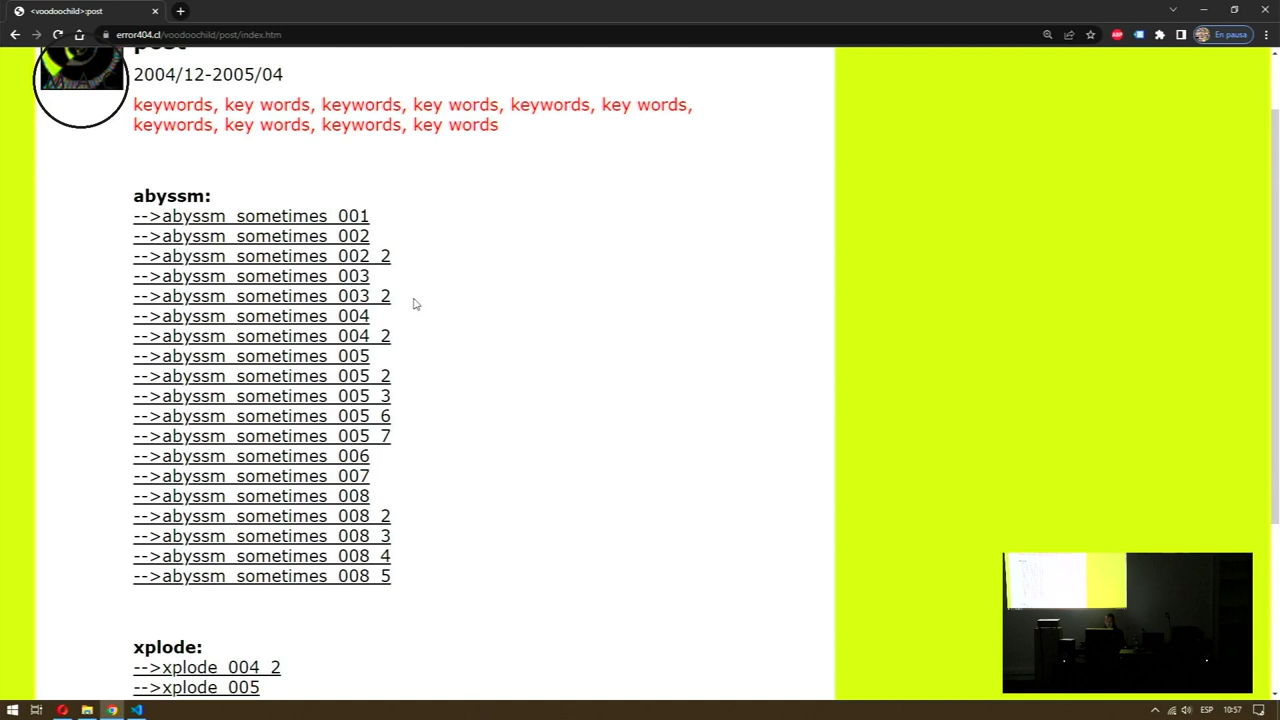 <voodoochild>:post
error404.cl/voodoochild/post/index.htm
En pausa
post
2004/12-2005/04
keywords, key words, keywords, key words, keywords, key words,
keywords, key words, keywords, key words
abyssm:
-->abyssm_sometimes_001
-->abyssm_sometimes_002
-->abyssm_sometimes_002_2
-->abyssm_sometimes_003
-->abyssm_sometimes_003_2
-->abyssm_sometimes_004
-->abyssm_sometimes_004_2
-->abyssm_sometimes_005
-->abyssm_sometimes_005_2
-->abyssm_sometimes_005_3
-->abyssm_sometimes_005_6
-->abyssm_sometimes_005_7
-->abyssm_sometimes_006
-->abyssm_sometimes_007
-->abyssm_sometimes_008
-->abyssm_sometimes_008_2
-->abyssm_sometimes_008_3
-->abyssm_sometimes_008_4
-->abyssm_sometimes_008_5
xplode:
-->xplode_004_2
-->xplode_005
ESP
10:57